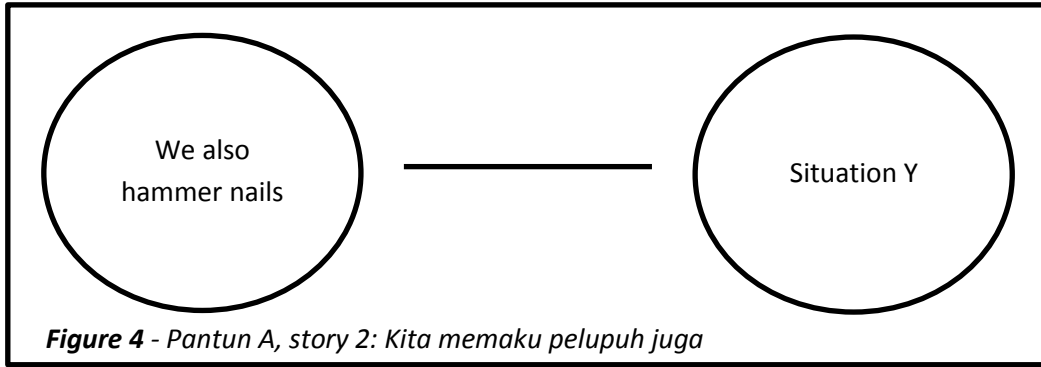 We also
hammer nails
Situation Y
Figure 4 - Pantun A, story 2: Kita memaku pelupuh juga